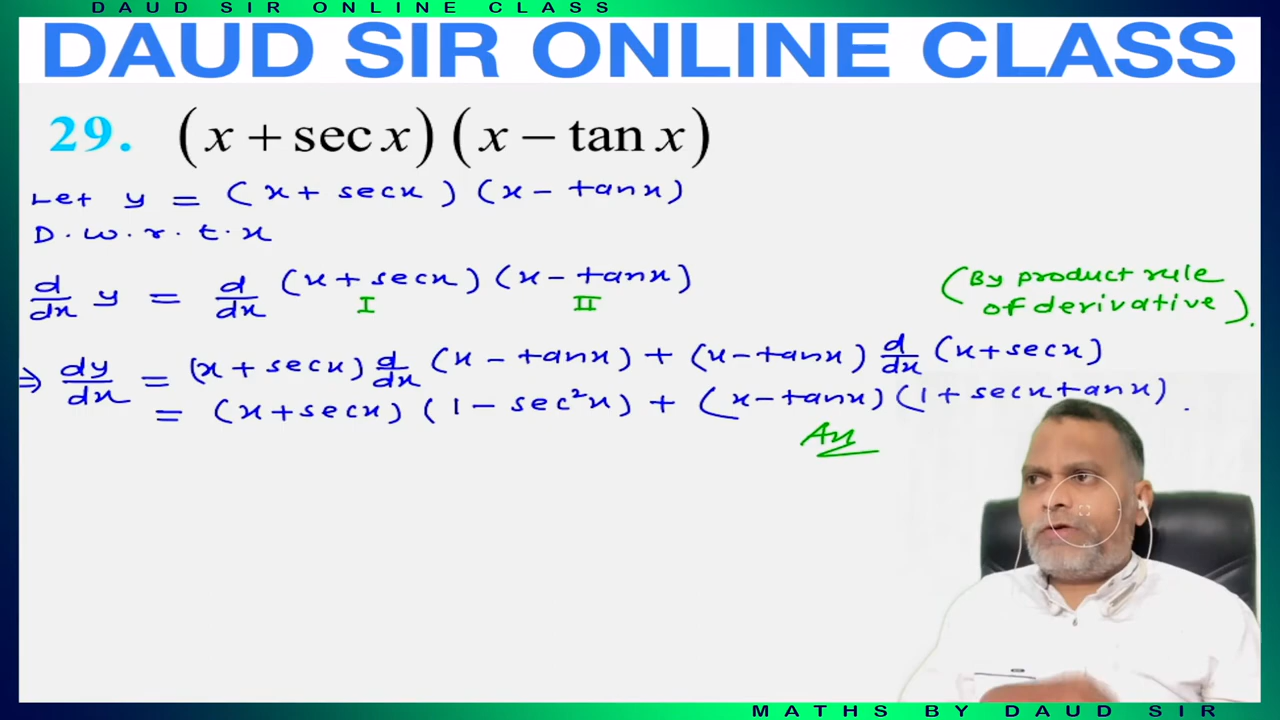 DAUD SIR ONLINE CLASS
DAUD SIR ONLINE CLASS
29. (x + sec x) (x − tan x)
Let y = (x + secx) (x − tanx)
D.w.r.t.x
d/dx y = d/dx (x + secx) (x − tanx)
I II
(By product rule
of derivative).
⇒ dy/dx = (x + secx) d/dx (x − tanx) + (x − tanx) d/dx (x + secx)
= (x + secx) (1 − sec²x) + (x − tanx) (1 + secx tanx).
Ans
MATHS BY DAUD SIR